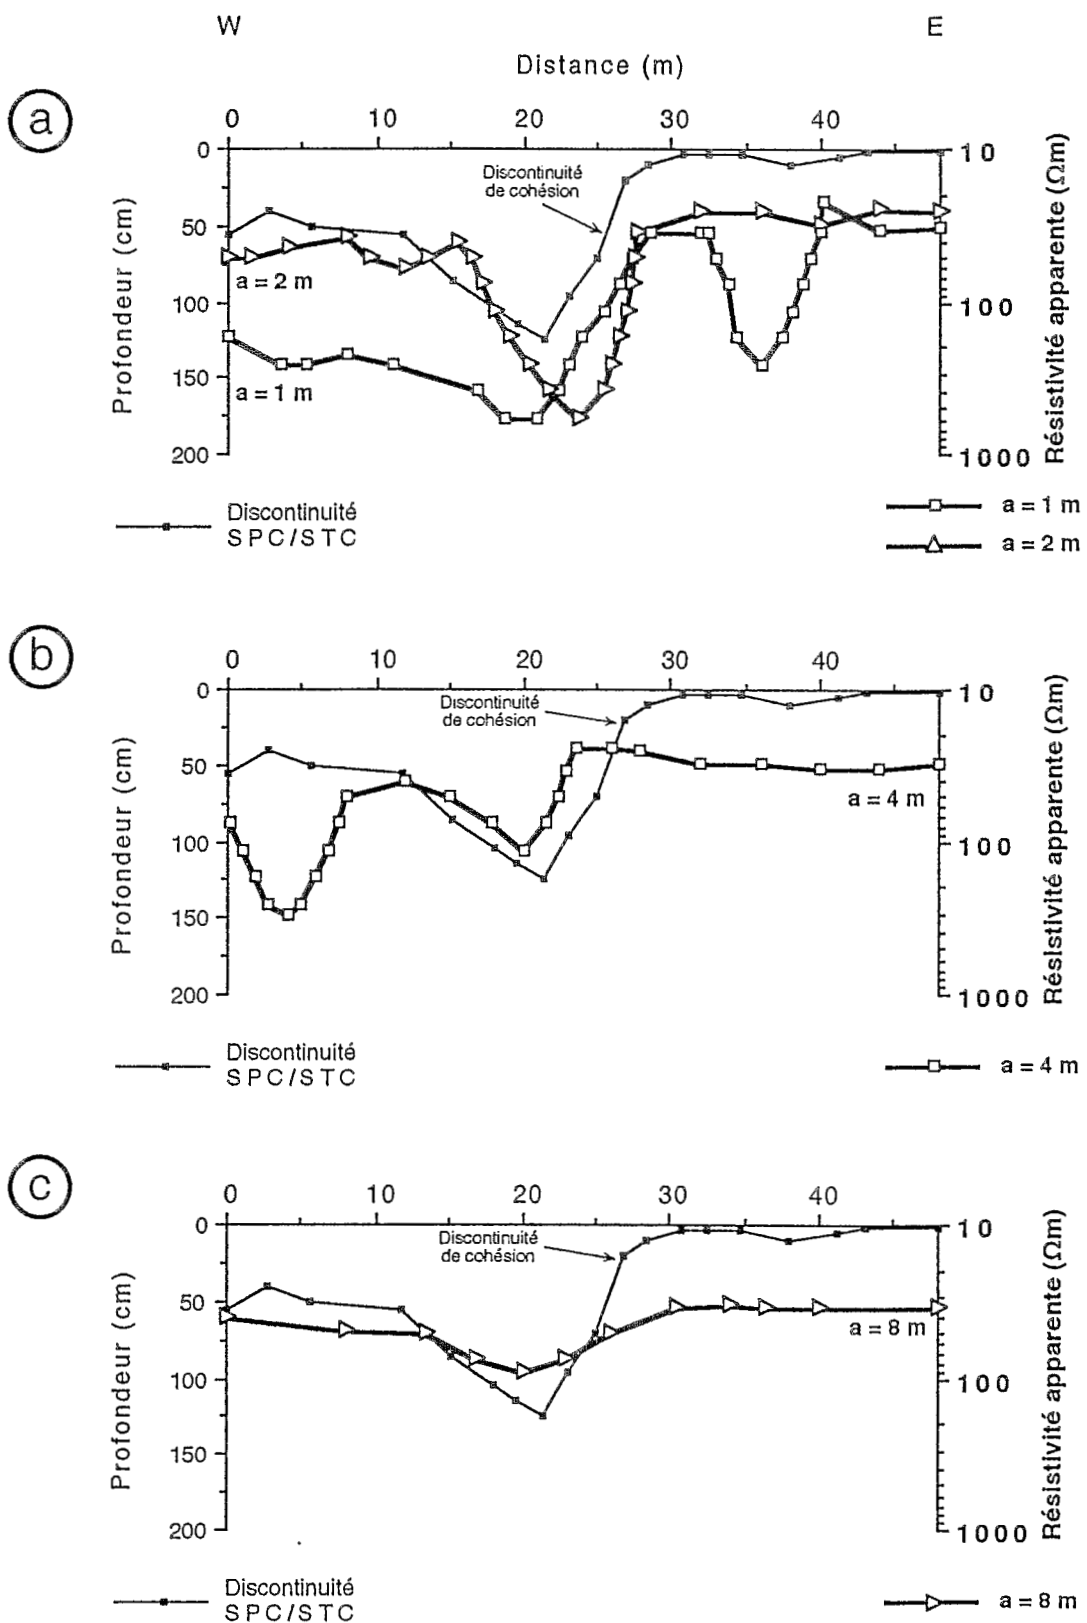 W E
Distance (m)
a
0 10 20 30 40
0 50 100 150 200
Profondeur (cm)
10 100 1000
Résistivité apparente (Ωm)
Discontinuité
de cohésion
a = 2 m
a = 1 m
Discontinuité
SPC/STC
a = 1 m
a = 2 m
b
0 10 20 30 40
0 50 100 150 200
Profondeur (cm)
10 100 1000
Résistivité apparente (Ωm)
Discontinuité
de cohésion
a = 4 m
Discontinuité
SPC/STC
a = 4 m
c
0 10 20 30 40
0 50 100 150 200
Profondeur (cm)
10 100 1000
Résistivité apparente (Ωm)
Discontinuité
de cohésion
a = 8 m
Discontinuité
SPC/STC
a = 8 m